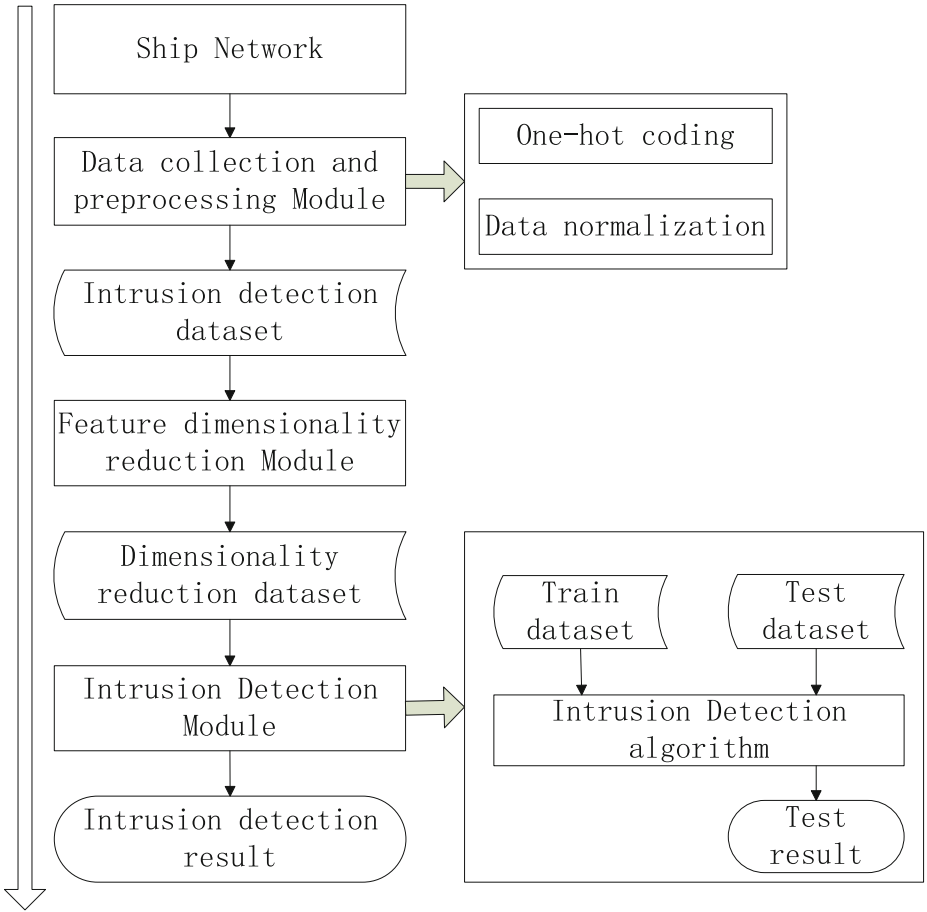 Ship Network
Data collection and
preprocessing Module
One-hot coding
Data normalization
Intrusion detection
dataset
Feature dimensionality
reduction Module
Dimensionality
reduction dataset
Intrusion Detection
Module
Intrusion detection
result
Train
dataset
Test
dataset
Intrusion Detection
algorithm
Test
result